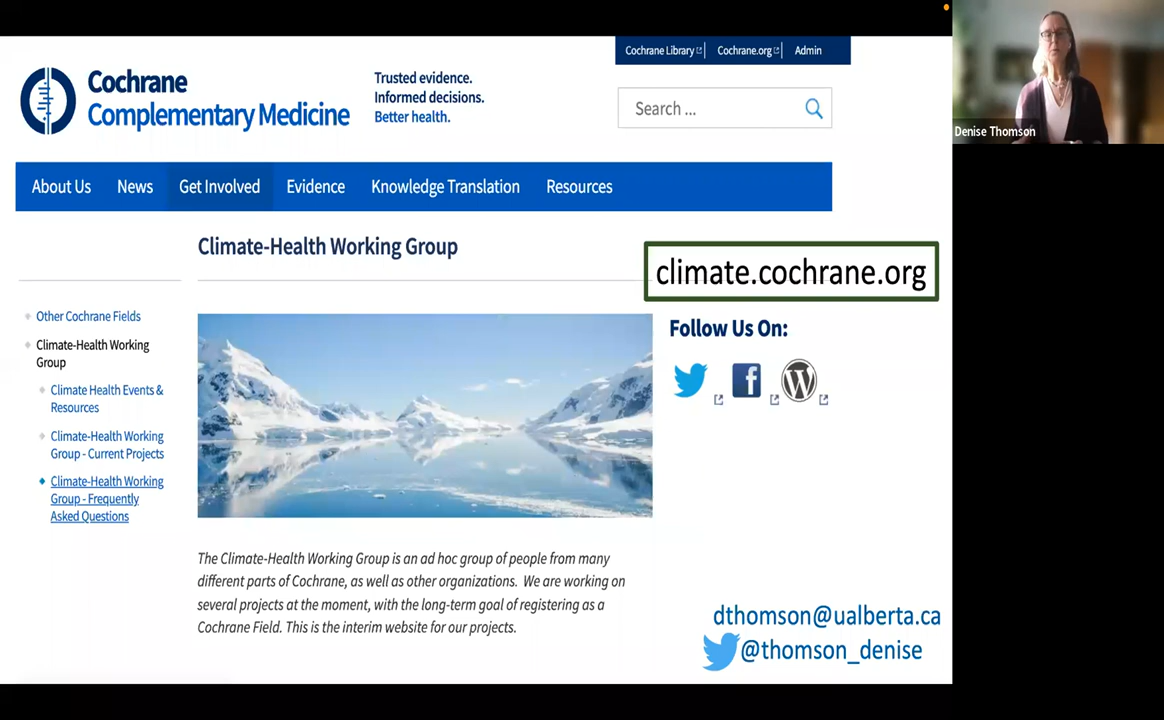 Cochrane Library
Cochrane.org
Admin
Cochrane
Complementary Medicine
Trusted evidence.
Informed decisions.
Better health.
Search ...
Denise Thomson
About Us
News
Get Involved
Evidence
Knowledge Translation
Resources
Climate-Health Working Group
climate.cochrane.org
Other Cochrane Fields
Climate-Health Working
Group
Climate Health Events &
Resources
Climate-Health Working
Group - Current Projects
Climate-Health Working
Group - Frequently
Asked Questions
Follow Us On:
The Climate-Health Working Group is an ad hoc group of people from many
different parts of Cochrane, as well as other organizations. We are working on
several projects at the moment, with the long-term goal of registering as a
Cochrane Field. This is the interim website for our projects.
dthomson@ualberta.ca
@thomson_denise